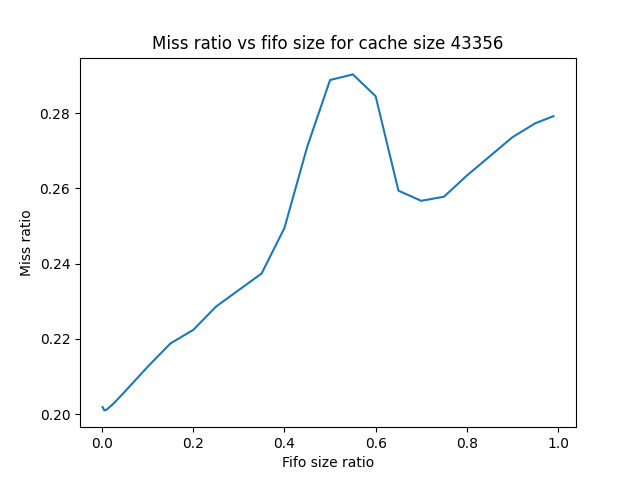 Miss ratio vs fifo size for cache size 43356
0.28
0.26
0.24
0.22
0.20
Miss ratio
0.0 0.2 0.4 0.6 0.8 1.0
Fifo size ratio